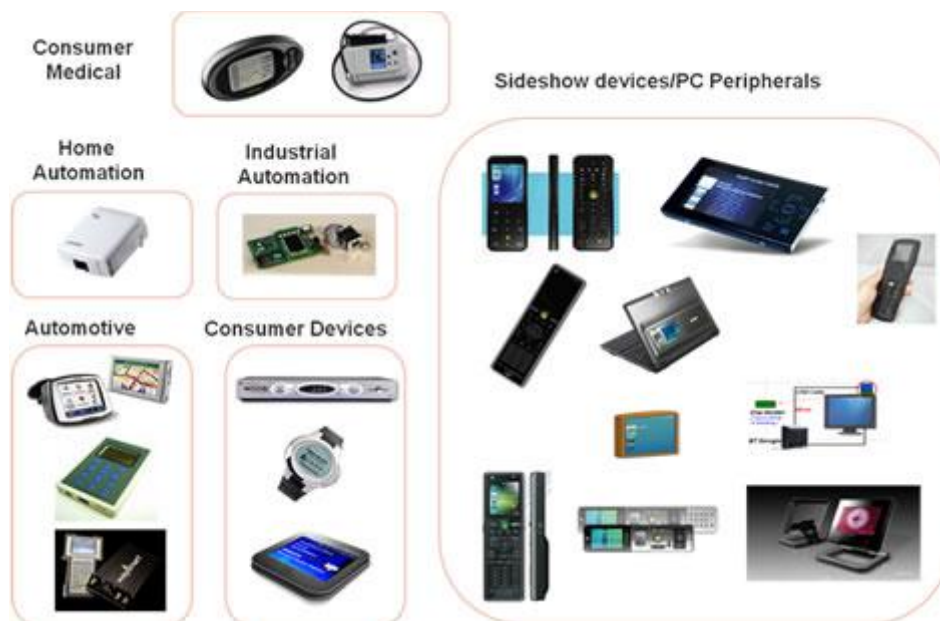 Consumer
Medical
Sideshow devices/PC Peripherals
Home
Automation
Industrial
Automation
Automotive
Consumer Devices